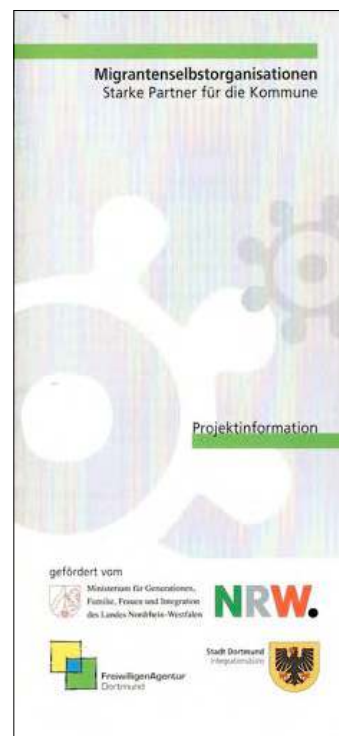 Migrantenselbstorganisationen
Starke Partner für die Kommune
Projektinformation
gefördert vom
Ministerium für Generationen,
Familie, Frauen und Integration
des Landes Nordrhein-Westfalen
NRW.
FreiwilligenAgentur
Dortmund
Stadt Dortmund
Integrationsbüro